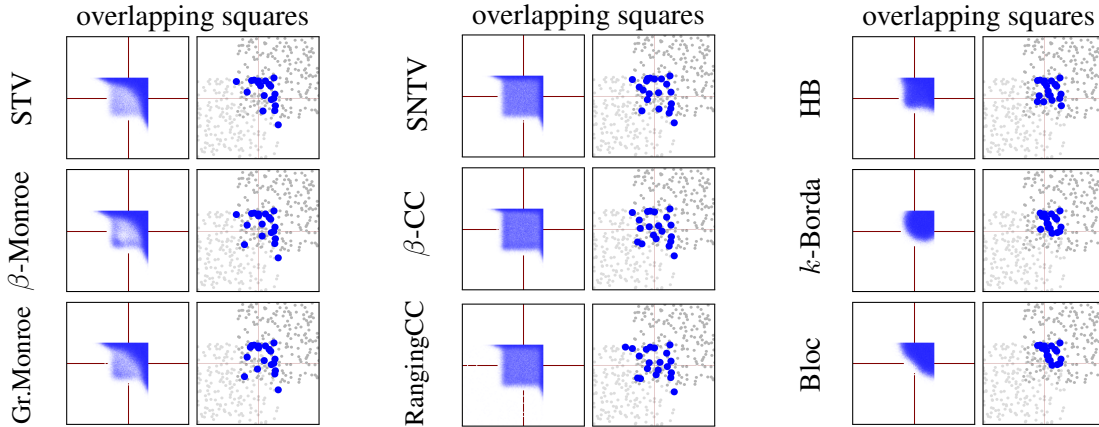 overlapping squares
STV
β-Monroe
Gr.Monroe
overlapping squares
SNTV
β-CC
RangingCC
overlapping squares
HB
k-Borda
Bloc